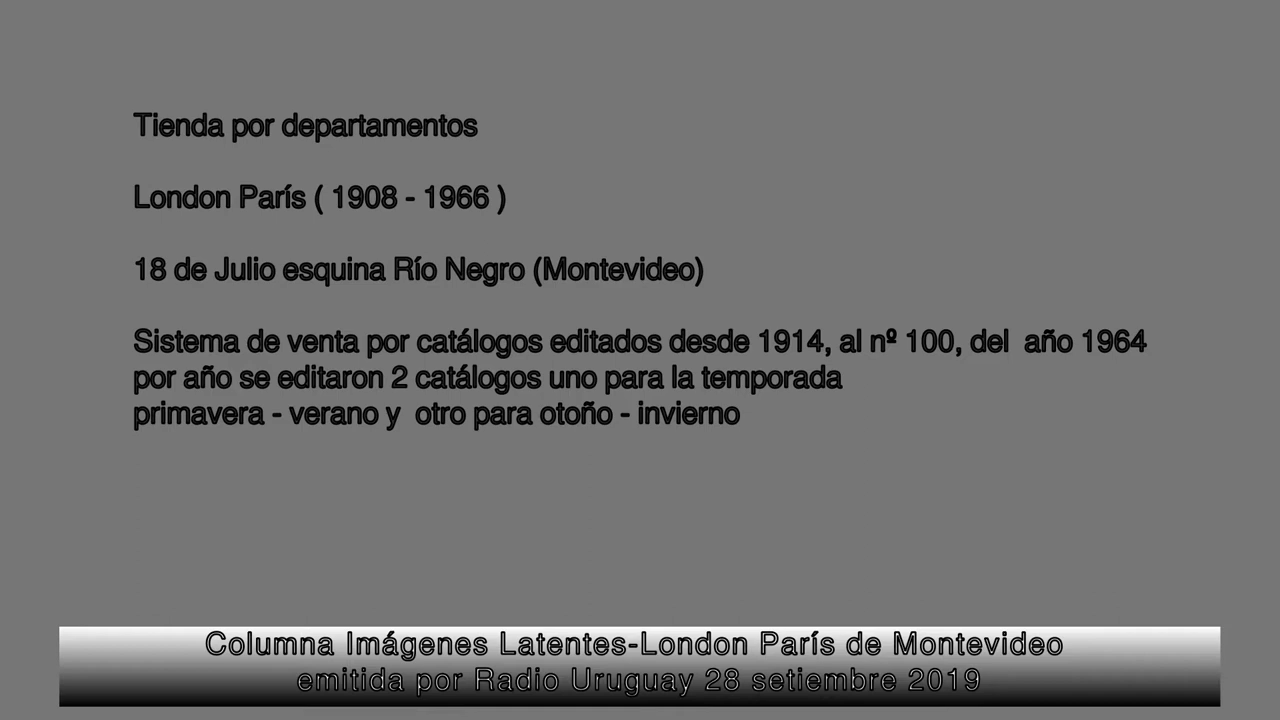 Tienda por departamentos
London París ( 1908 - 1966 )
18 de Julio esquina Río Negro (Montevideo)
Sistema de venta por catálogos editados desde 1914, al nº 100, del  año 1964
por año se editaron 2 catálogos uno para la temporada
primavera - verano y  otro para otoño - invierno
Columna Imágenes Latentes-London París de Montevideo
emitida por Radio Uruguay 28 setiembre 2019